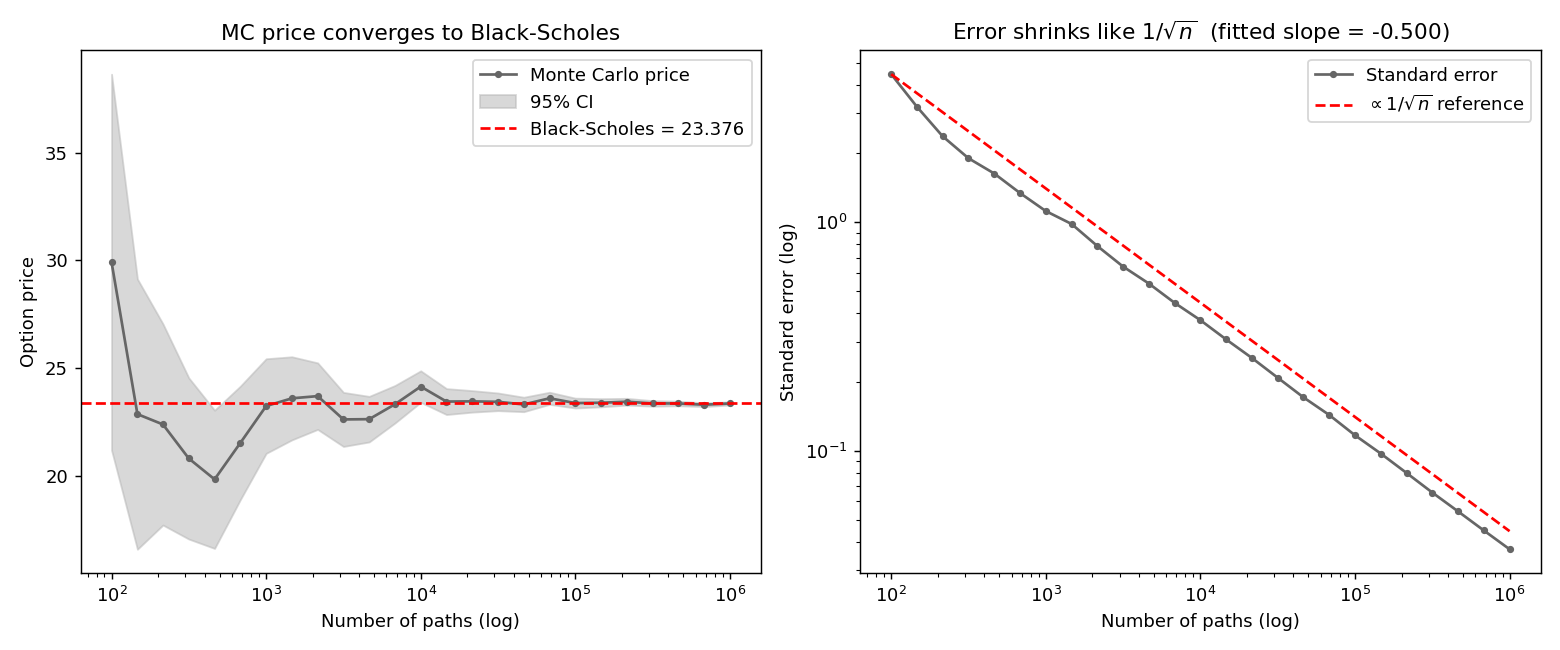 MC price converges to Black-Scholes
Monte Carlo price
95% CI
Black-Scholes = 23.376
Option price
35
30
25
20
10² 10³ 10⁴ 10⁵ 10⁶
Number of paths (log)
Error shrinks like 1/√n (fitted slope = -0.500)
Standard error
∝ 1/√n reference
Standard error (log)
10⁰
10⁻¹
10² 10³ 10⁴ 10⁵ 10⁶
Number of paths (log)